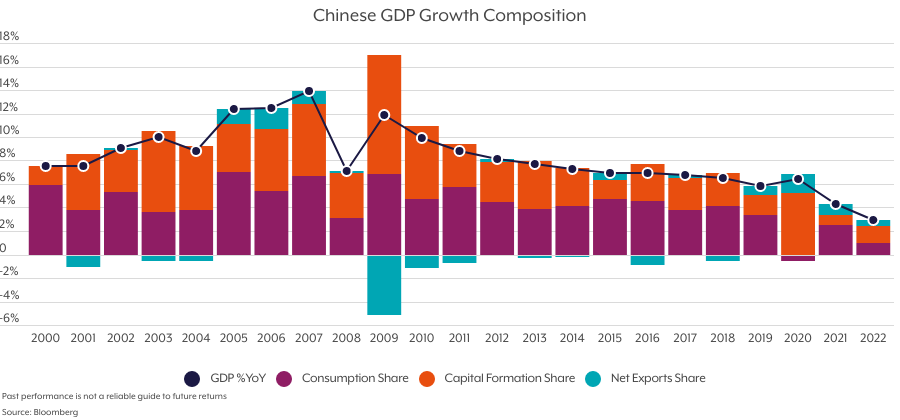 Chinese GDP Growth Composition
18%
16%
14%
12%
10%
8%
6%
4%
2%
0
-2%
-4%
-6%
2000 2001 2002 2003 2004 2005 2006 2007 2008 2009 2010 2011 2012 2013 2014 2015 2016 2017 2018 2019 2020 2021 2022
GDP %YoY Consumption Share Capital Formation Share Net Exports Share
Past performance is not a reliable guide to future returns
Source: Bloomberg